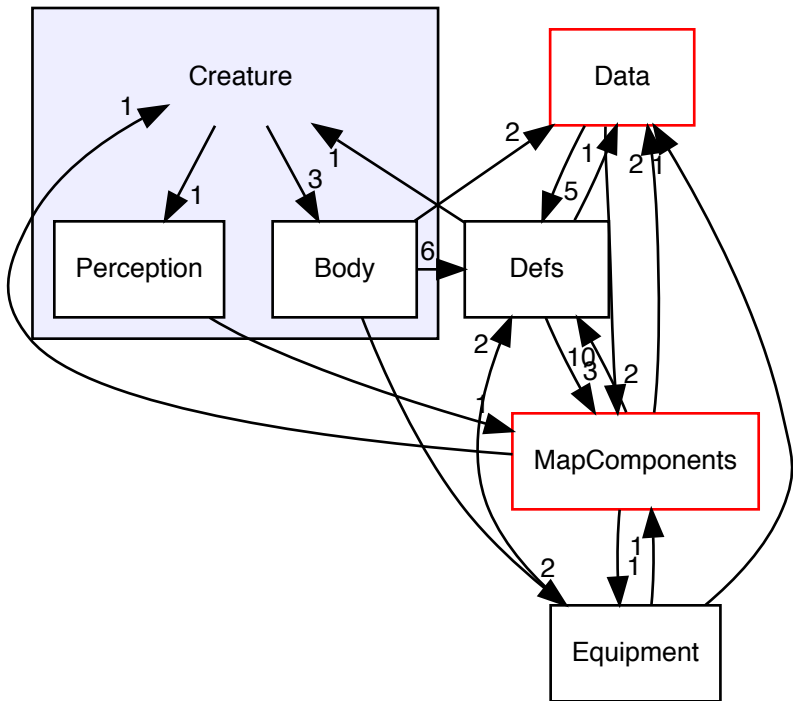 Creature
Data
1
2
1
1
2
1
1
3
5
Perception
Body
6
Defs
2
10
3
2
1
MapComponents
1
1
2
Equipment